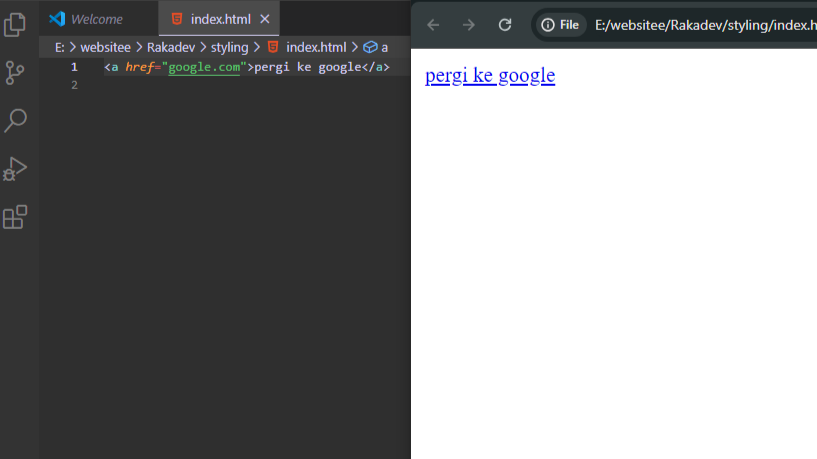 Welcome
index.html
E: > websitee > Rakadev > styling > index.html > a
1 <a href="google.com">pergi ke google</a>
2
File
E:/websitee/Rakadev/styling/index.h
pergi ke google